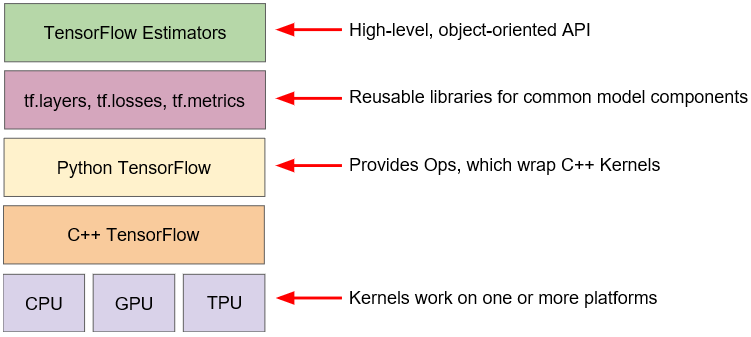 TensorFlow Estimators
High-level, object-oriented API
tf.layers, tf.losses, tf.metrics
Reusable libraries for common model components
Python TensorFlow
Provides Ops, which wrap C++ Kernels
C++ TensorFlow
CPU
GPU
TPU
Kernels work on one or more platforms